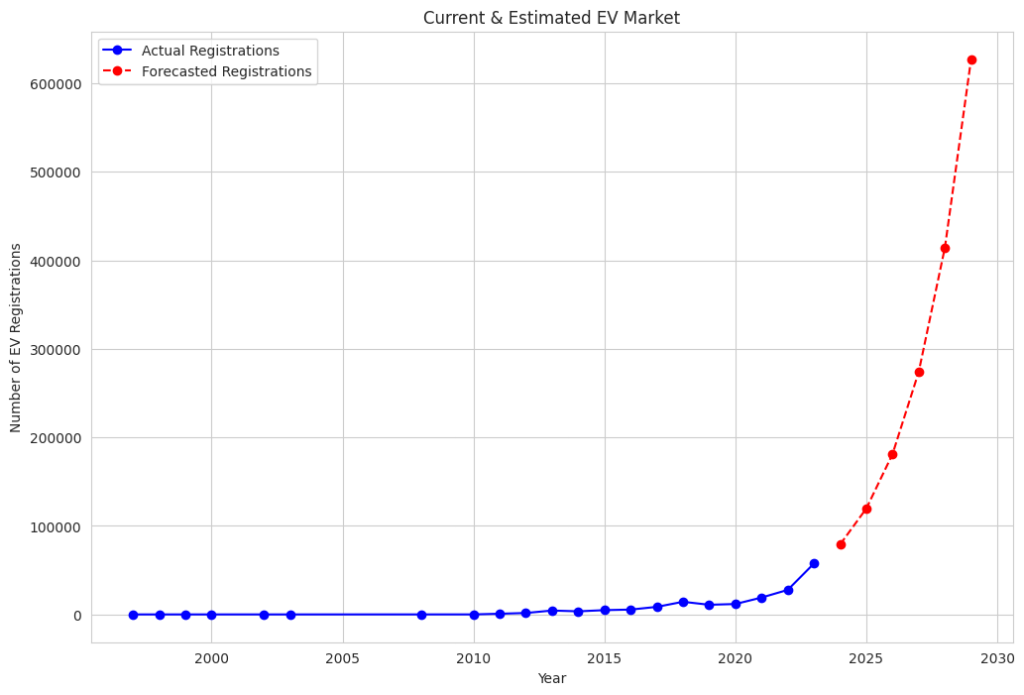 Current & Estimated EV Market
Actual Registrations
Forecasted Registrations
Number of EV Registrations
600000
500000
400000
300000
200000
100000
0
2000
2005
2010
2015
2020
2025
2030
Year